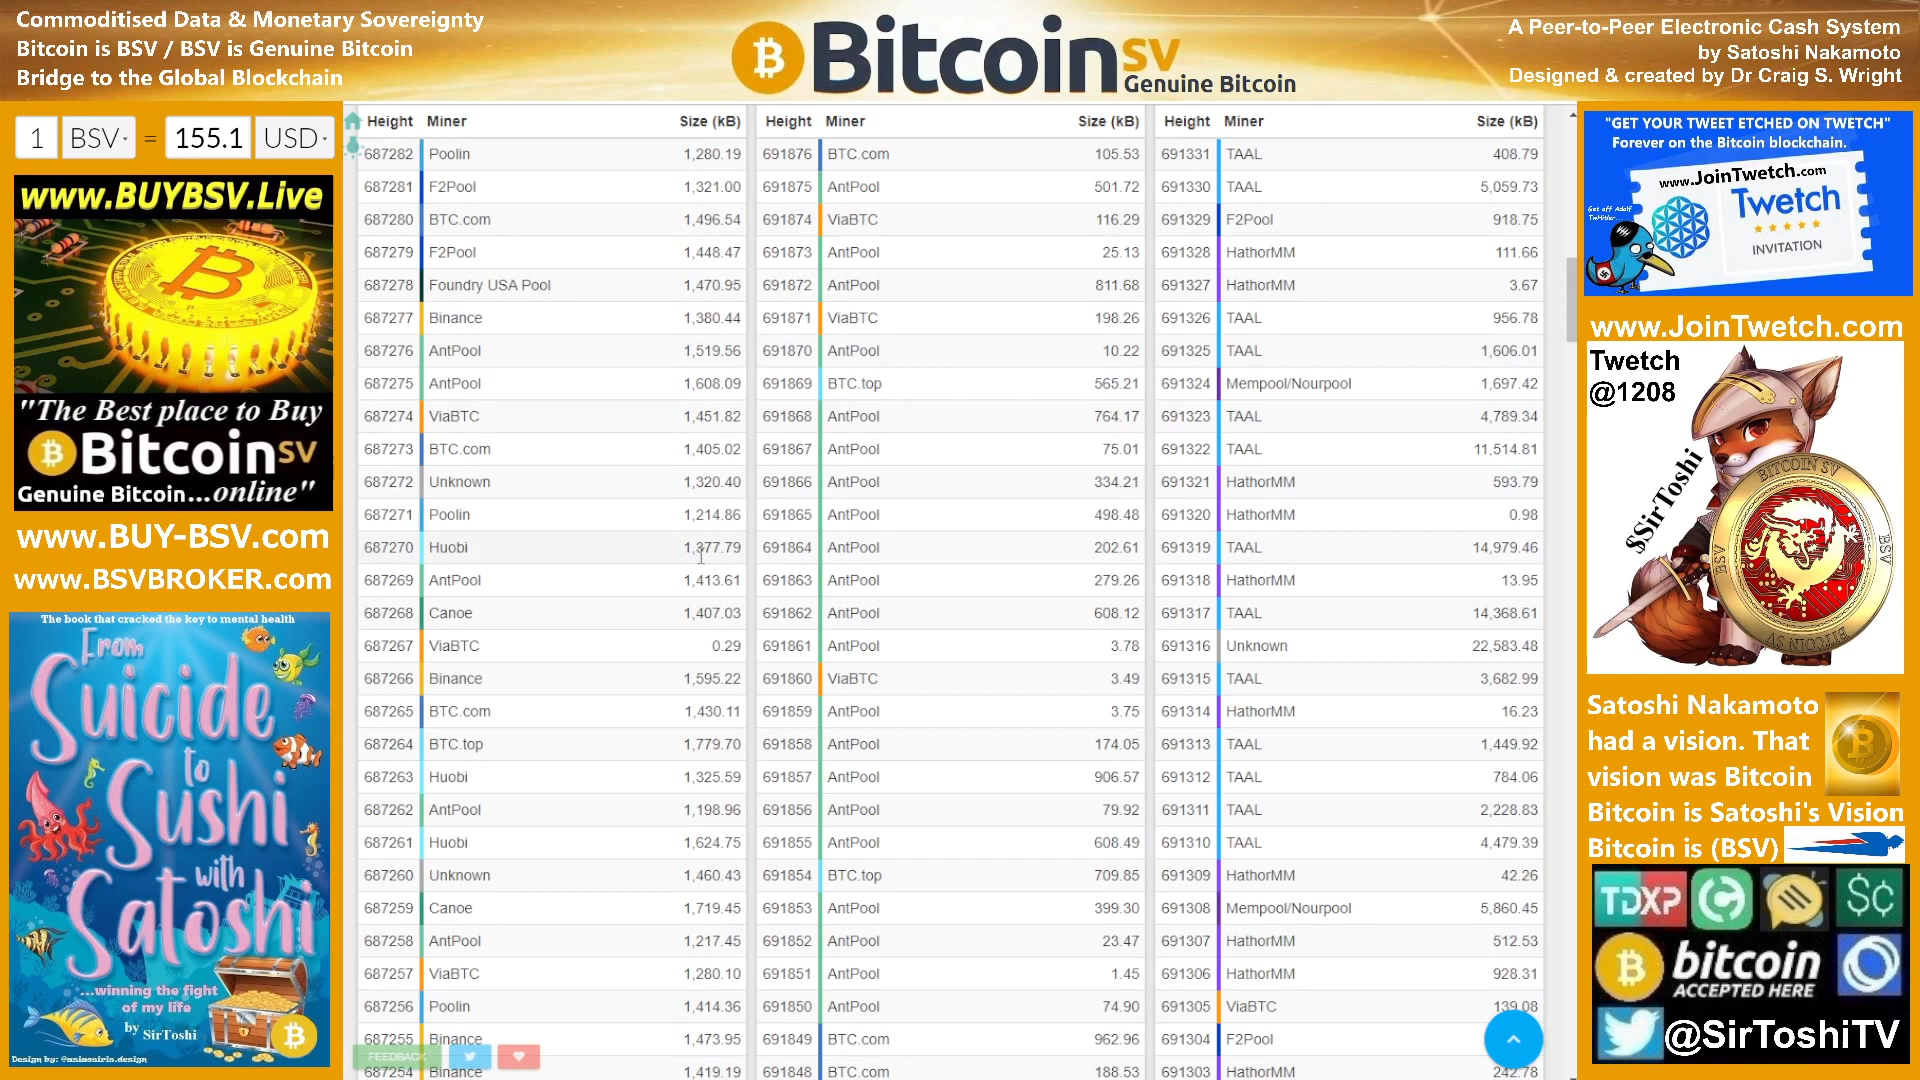 Commoditised Data & Monetary Sovereignty
Bitcoin is BSV / BSV is Genuine Bitcoin
Bridge to the Global Blockchain
Bitcoin SV
Genuine Bitcoin
A Peer-to-Peer Electronic Cash System
by Satoshi Nakamoto
Designed & created by Dr Craig S. Wright
1 BSV = 155.1 USD
www.BUYBSV.Live
"The Best place to Buy
Bitcoin SV
Genuine Bitcoin...online"
www.BUY-BSV.com
www.BSVBROKER.com
The book that cracked the key to mental health
From
Suicide
to
Sushi
with
Satoshi
...winning the fight
of my life
by SirToshi
Design by: @animesiris.design
Height Miner Size (kB)
687282 Poolin 1,280.19
687281 F2Pool 1,321.00
687280 BTC.com 1,496.54
687279 F2Pool 1,448.47
687278 Foundry USA Pool 1,470.95
687277 Binance 1,380.44
687276 AntPool 1,519.56
687275 AntPool 1,608.09
687274 ViaBTC 1,451.82
687273 BTC.com 1,405.02
687272 Unknown 1,320.40
687271 Poolin 1,214.86
687270 Huobi 1,377.79
687269 AntPool 1,413.61
687268 Canoe 1,407.03
687267 ViaBTC 0.29
687266 Binance 1,595.22
687265 BTC.com 1,430.11
687264 BTC.top 1,779.70
687263 Huobi 1,325.59
687262 AntPool 1,198.96
687261 Huobi 1,624.75
687260 Unknown 1,460.43
687259 Canoe 1,719.45
687258 AntPool 1,217.45
687257 ViaBTC 1,280.10
687256 Poolin 1,414.36
687255 Binance 1,473.95
687254 Binance 1,419.19
FEEDBACK
Height Miner Size (kB)
691876 BTC.com 105.53
691875 AntPool 501.72
691874 ViaBTC 116.29
691873 AntPool 25.13
691872 AntPool 811.68
691871 ViaBTC 198.26
691870 AntPool 10.22
691869 BTC.top 565.21
691868 AntPool 764.17
691867 AntPool 75.01
691866 AntPool 334.21
691865 AntPool 498.48
691864 AntPool 202.61
691863 AntPool 279.26
691862 AntPool 608.12
691861 AntPool 3.78
691860 ViaBTC 3.49
691859 AntPool 3.75
691858 AntPool 174.05
691857 AntPool 906.57
691856 AntPool 79.92
691855 AntPool 608.49
691854 BTC.top 709.85
691853 AntPool 399.30
691852 AntPool 23.47
691851 AntPool 1.45
691850 AntPool 74.90
691849 BTC.com 962.96
691848 BTC.com 188.53
Height Miner Size (kB)
691331 TAAL 408.79
691330 TAAL 5,059.73
691329 F2Pool 918.75
691328 HathorMM 111.66
691327 HathorMM 3.67
691326 TAAL 956.78
691325 TAAL 1,606.01
691324 Mempool/Nourpool 1,697.42
691323 TAAL 4,789.34
691322 TAAL 11,514.81
691321 HathorMM 593.79
691320 HathorMM 0.98
691319 TAAL 14,979.46
691318 HathorMM 13.95
691317 TAAL 14,368.61
691316 Unknown 22,583.48
691315 TAAL 3,682.99
691314 HathorMM 16.23
691313 TAAL 1,449.92
691312 TAAL 784.06
691311 TAAL 2,228.83
691310 TAAL 4,479.39
691309 HathorMM 42.26
691308 Mempool/Nourpool 5,860.45
691307 HathorMM 512.53
691306 HathorMM 928.31
691305 ViaBTC 139.08
691304 F2Pool
691303 HathorMM 242.78
"GET YOUR TWEET ETCHED ON TWETCH"
Forever on the Bitcoin blockchain.
www.JoinTwetch.com
Twetch
INVITATION
Get off Adolf
TwHitler..
www.JoinTwetch.com
Twetch
@1208
$SirToshi
BITCOIN SV
BSV
BSV
BITCOIN SV
Satoshi Nakamoto
had a vision. That
vision was Bitcoin
Bitcoin is Satoshi's Vision
Bitcoin is (BSV)
TDXP
$¢
bitcoin
ACCEPTED HERE
@SirToshiTV